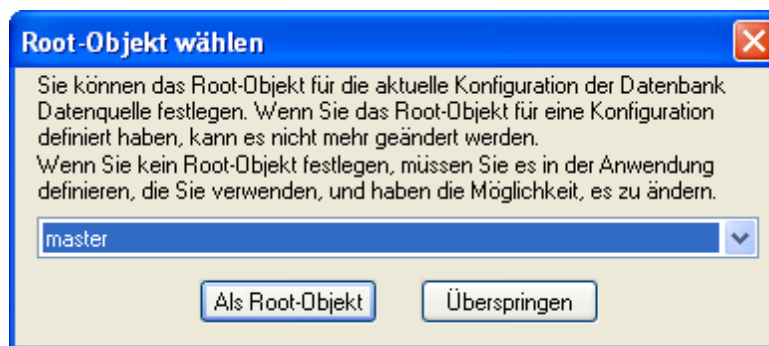 Root-Objekt wählen
Sie können das Root-Objekt für die aktuelle Konfiguration der Datenbank
Datenquelle festlegen. Wenn Sie das Root-Objekt für eine Konfiguration
definiert haben, kann es nicht mehr geändert werden.
Wenn Sie kein Root-Objekt festlegen, müssen Sie es in der Anwendung
definieren, die Sie verwenden, und haben die Möglichkeit, es zu ändern.
master
Als Root-Objekt Überspringen